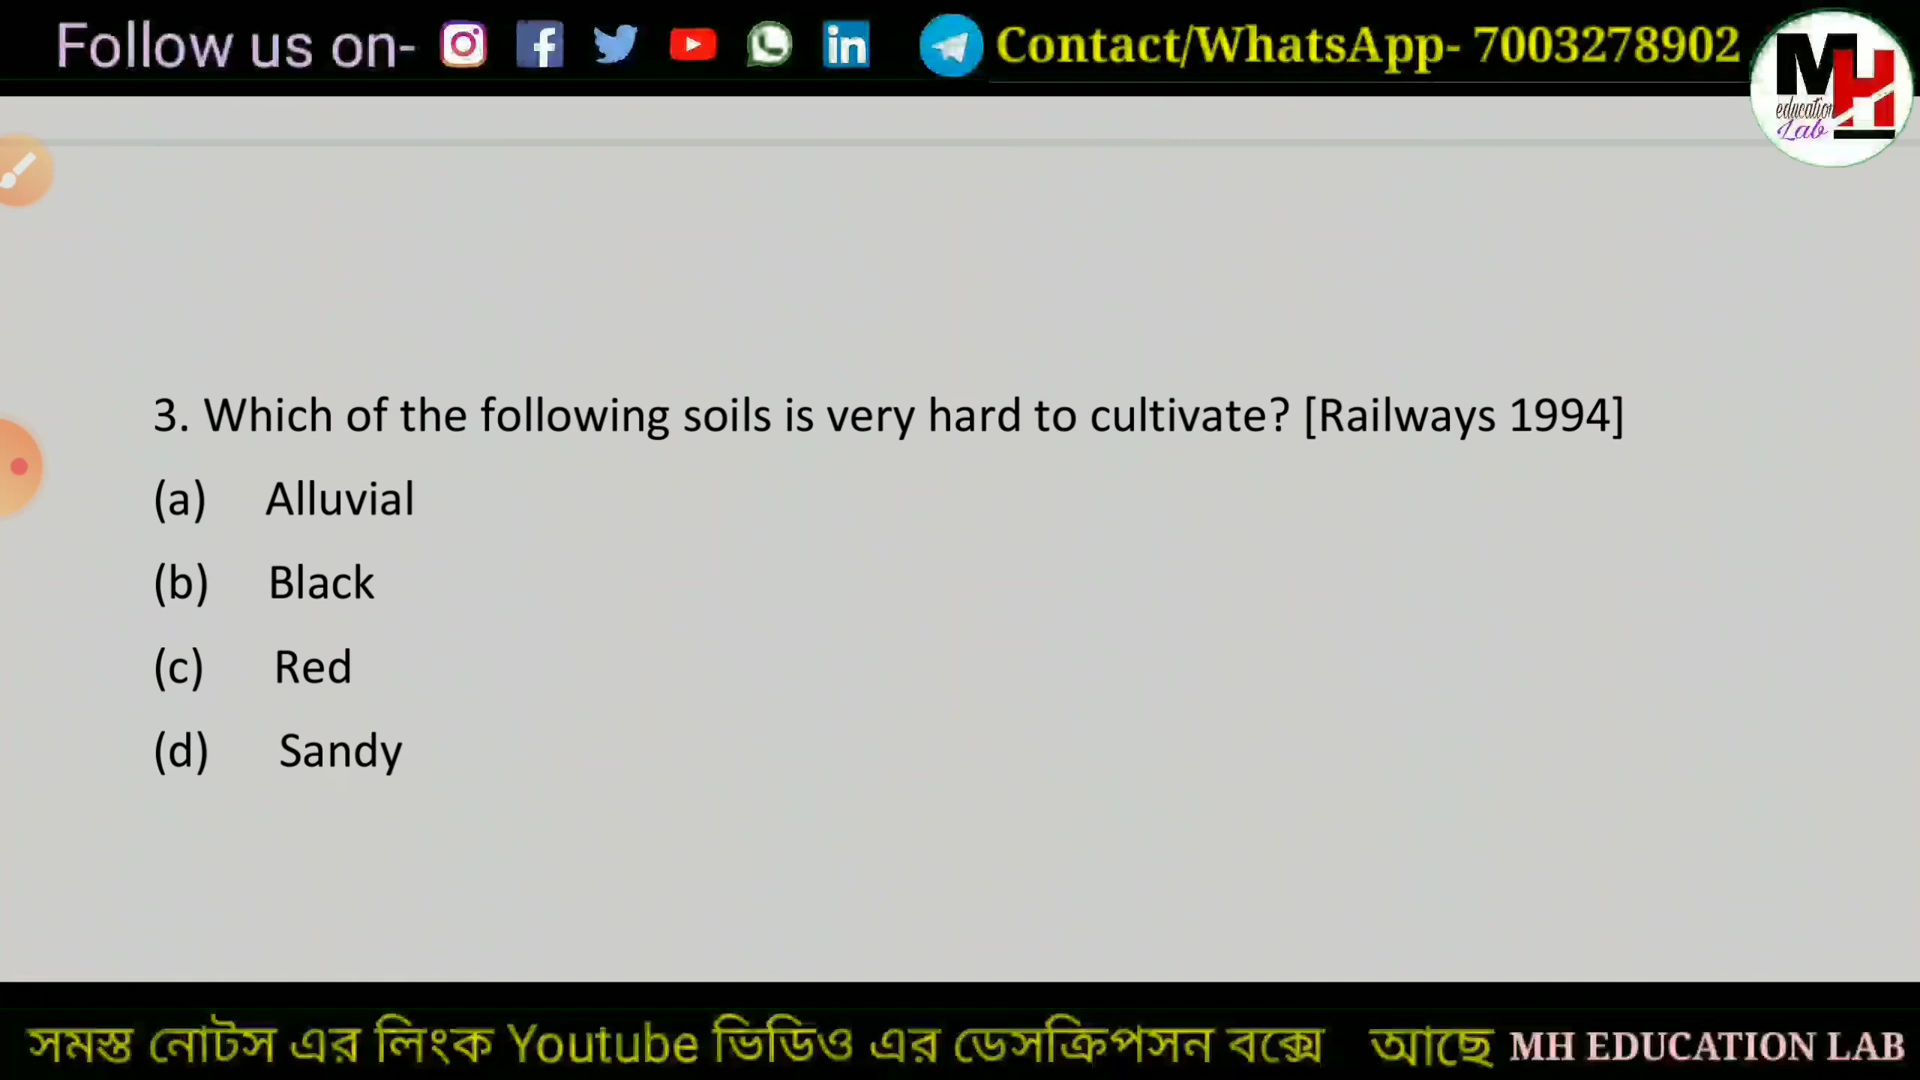 Follow us on- Contact/WhatsApp- 7003278902
MH
education
Lab
3. Which of the following soils is very hard to cultivate? [Railways 1994]
(a) Alluvial
(b) Black
(c) Red
(d) Sandy
সমস্ত নোটস এর লিংক Youtube ভিডিও এর ডেসক্রিপসন বক্সে আছে MH EDUCATION LAB